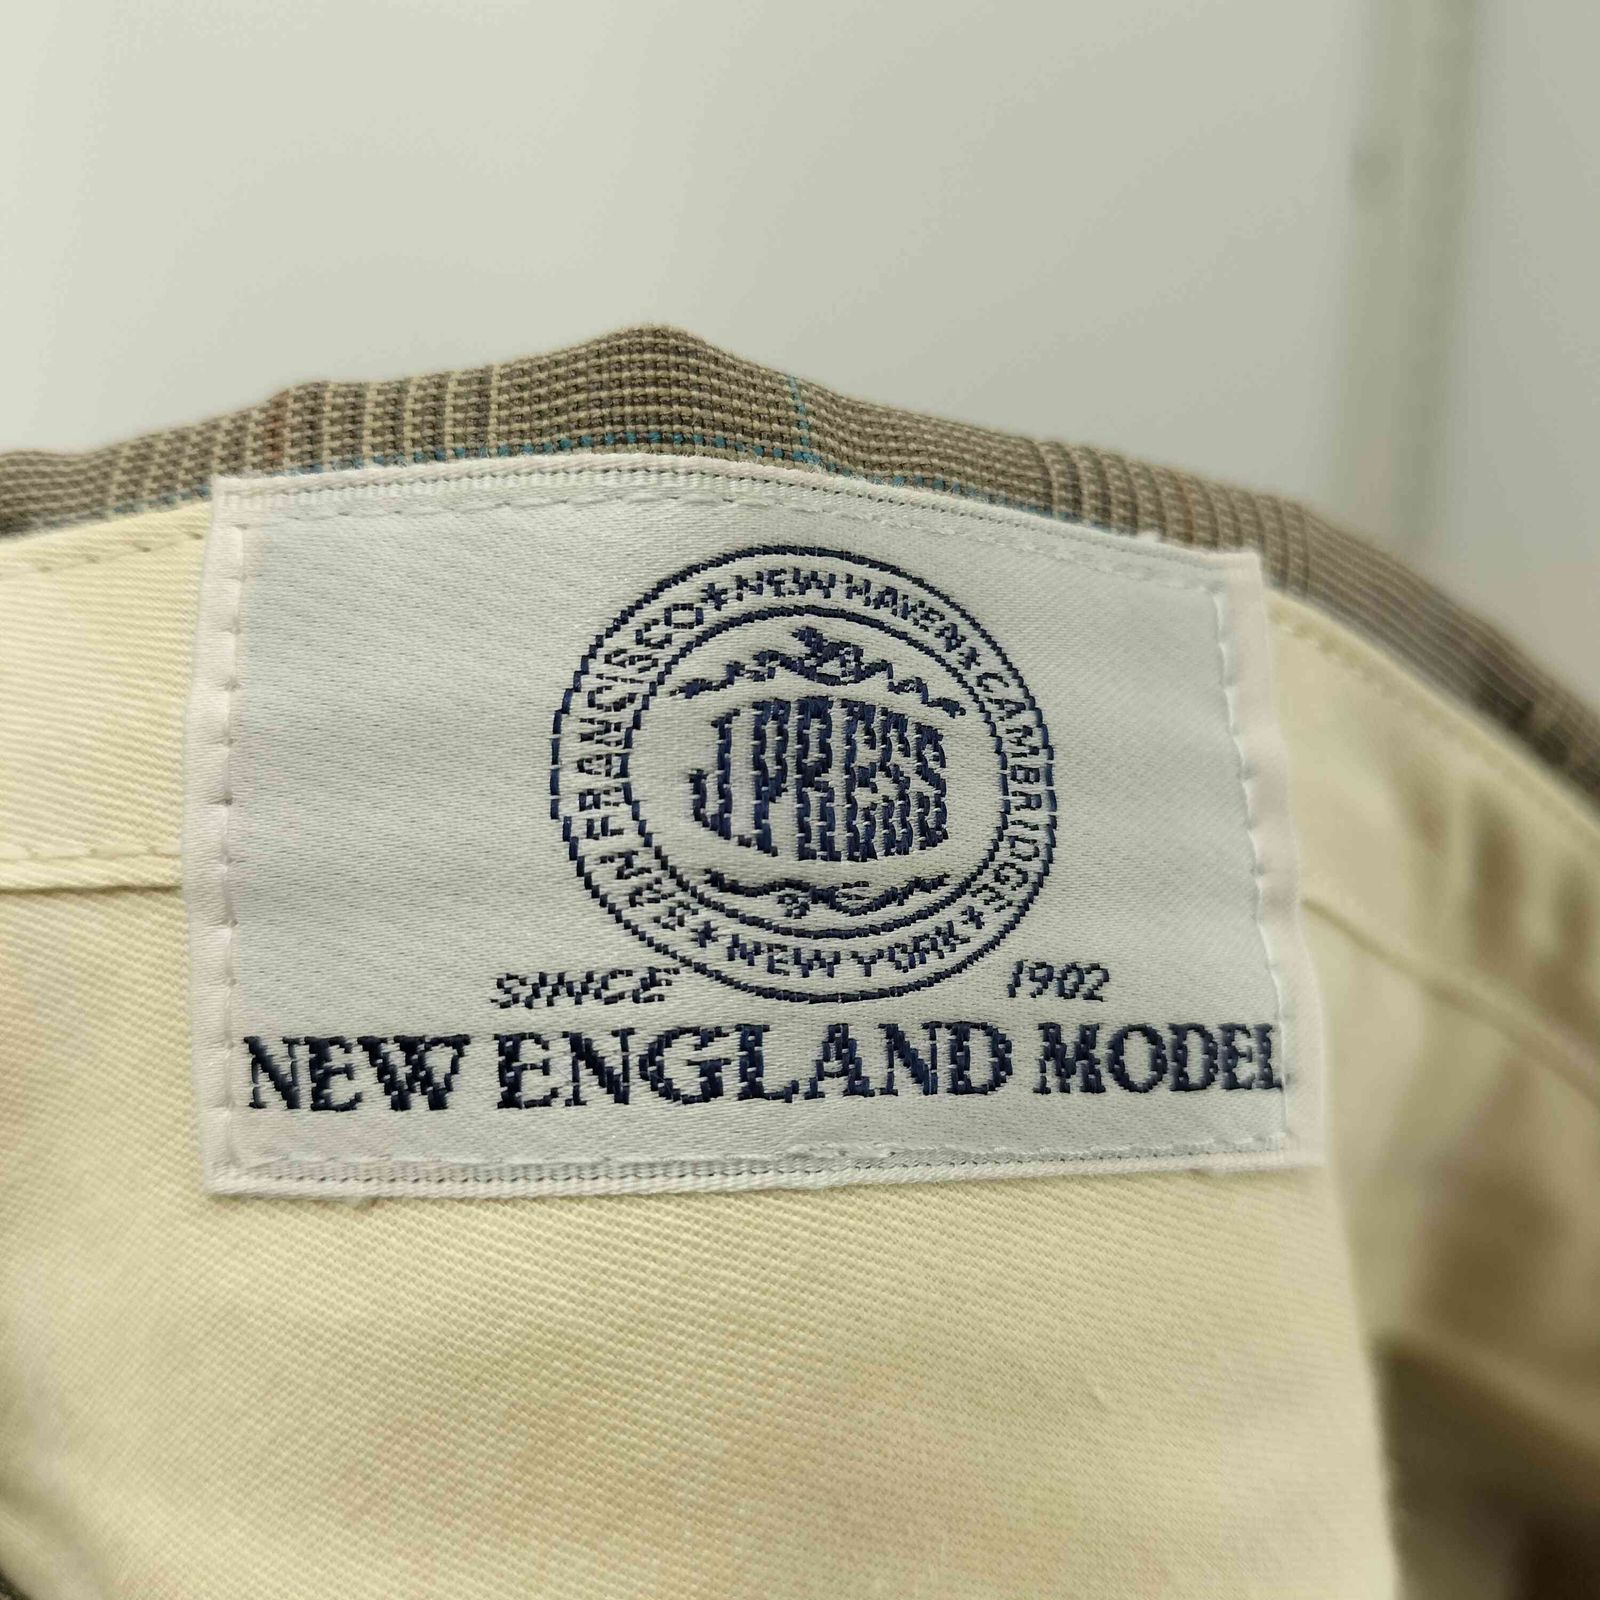 NEW HAVEN * CAMBRIDGE * NEW YORK * SAN FRANCISCO *
J.PRESS
SINCE 1902
NEW ENGLAND MODEL